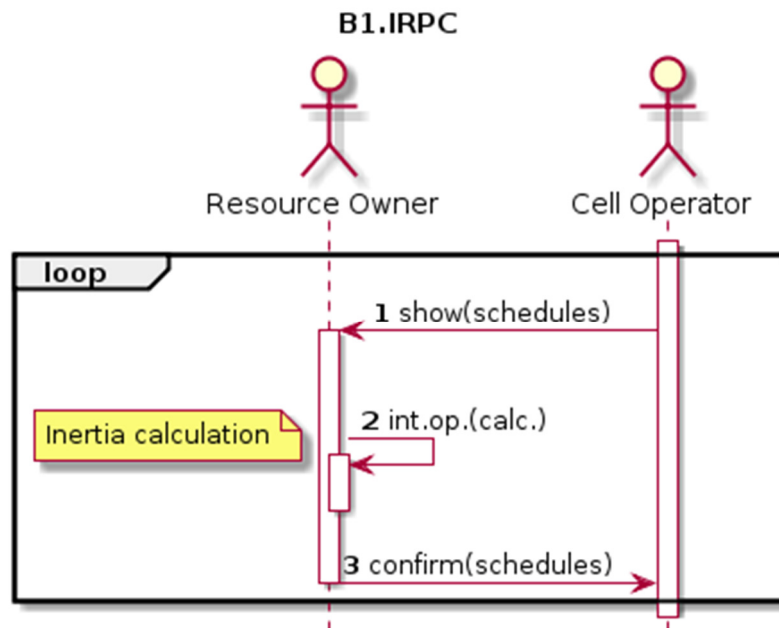 B1.IRPC
Resource Owner
Cell Operator
loop
1 show(schedules)
2 int.op.(calc.)
Inertia calculation
3 confirm(schedules)